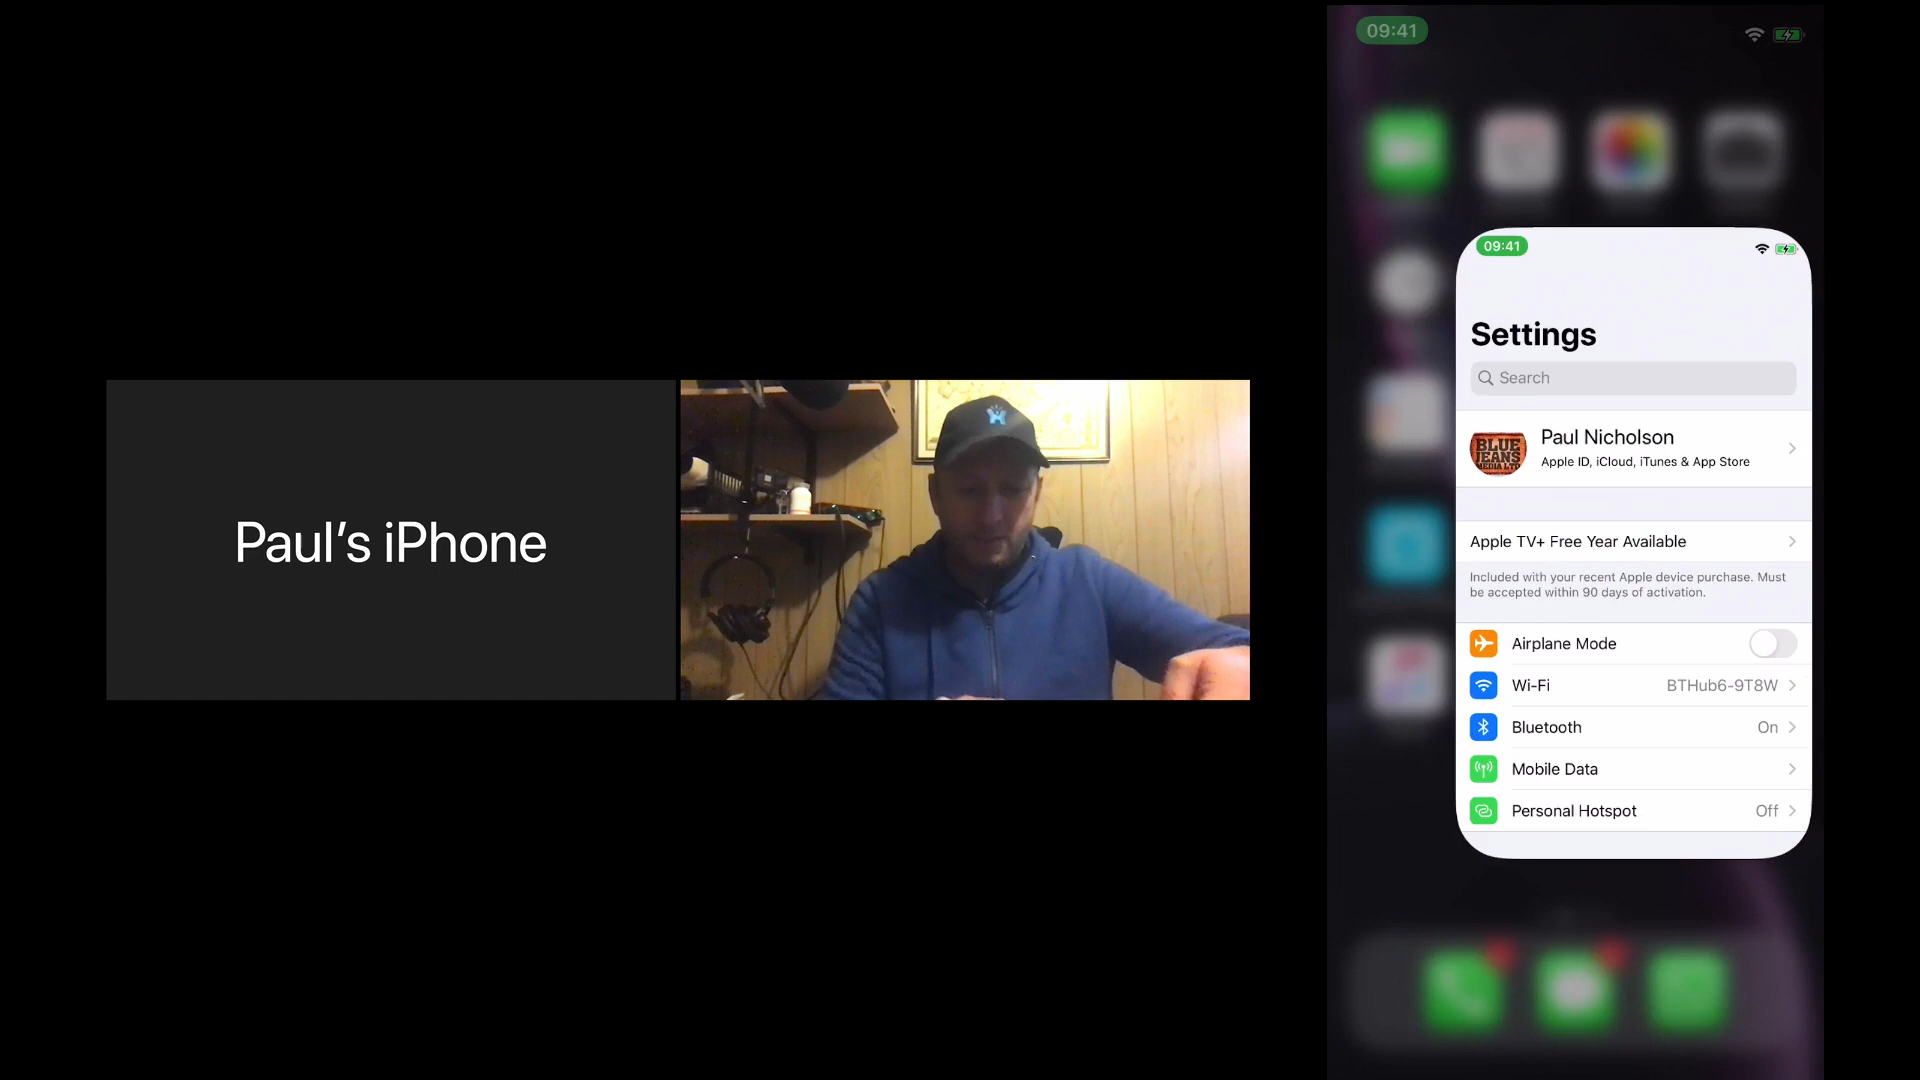 Paul's iPhone
09:41
09:41
Settings
Search
BLUE
JEANS
MEDIA LTD
Paul Nicholson
Apple ID, iCloud, iTunes & App Store
Apple TV+ Free Year Available
Included with your recent Apple device purchase. Must
be accepted within 90 days of activation.
Airplane Mode
Wi-Fi BTHub6-9T8W
Bluetooth On
Mobile Data
Personal Hotspot Off